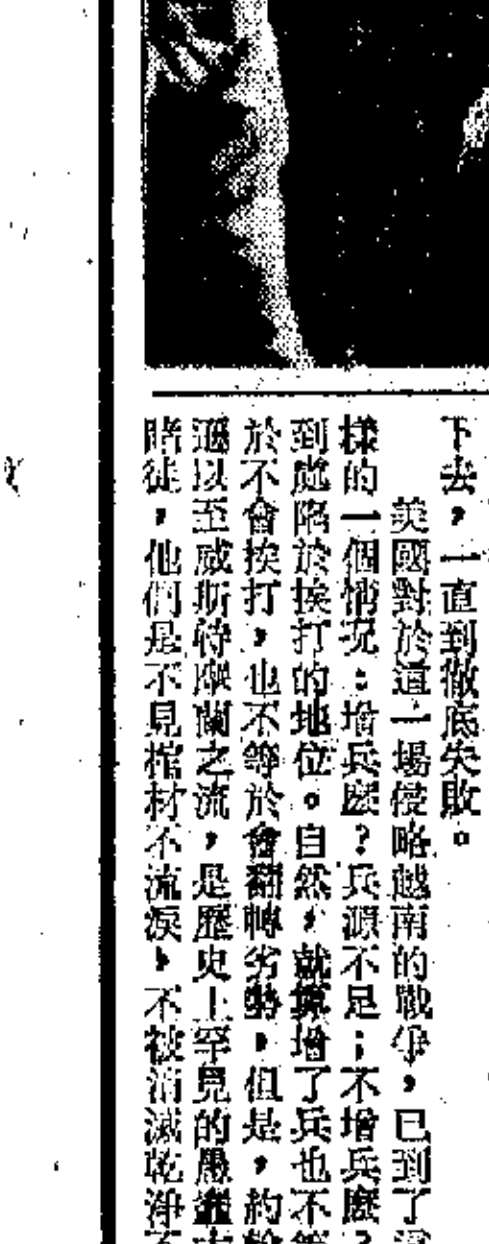 下去，一直到徹底失敗。
美國對於這一場侵略越南的戰爭，已到了這
樣的一個情況：增兵麼？兵源不足；不增兵麼？
到處陷於挨打的地位。自然，就算增了兵也不等
於不會挨打，也不等於會翻轉劣勢，但是，約翰
遜以至威斯特摩蘭之流，是歷史上罕見的愚蠢
賭徒，他們是不見棺材不流淚，不被消滅乾淨不